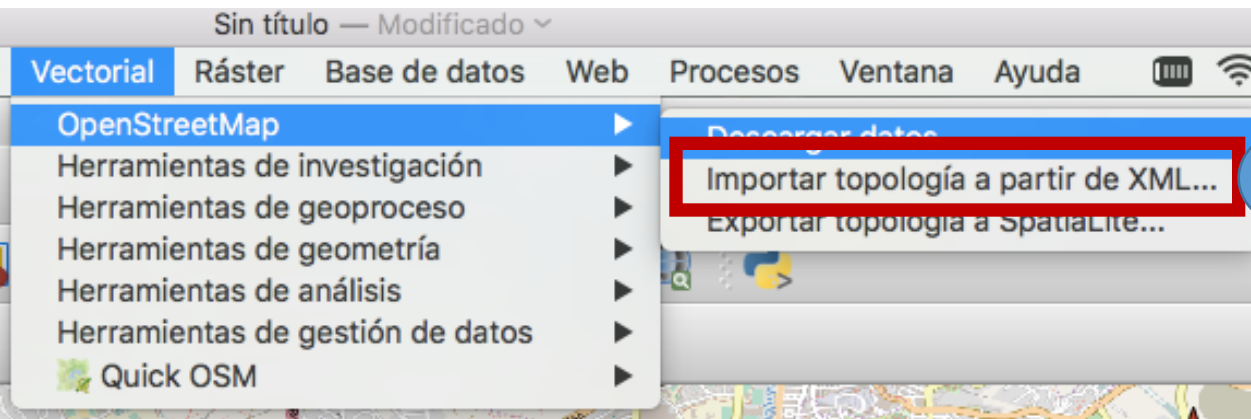 Sin título — Modificado
Vectorial Ráster Base de datos Web Procesos Ventana Ayuda
OpenStreetMap
Herramientas de investigación
Herramientas de geoproceso
Herramientas de geometría
Herramientas de análisis
Herramientas de gestión de datos
Quick OSM
Descargar datos
Importar topología a partir de XML...
Exportar topología a SpatiaLite...